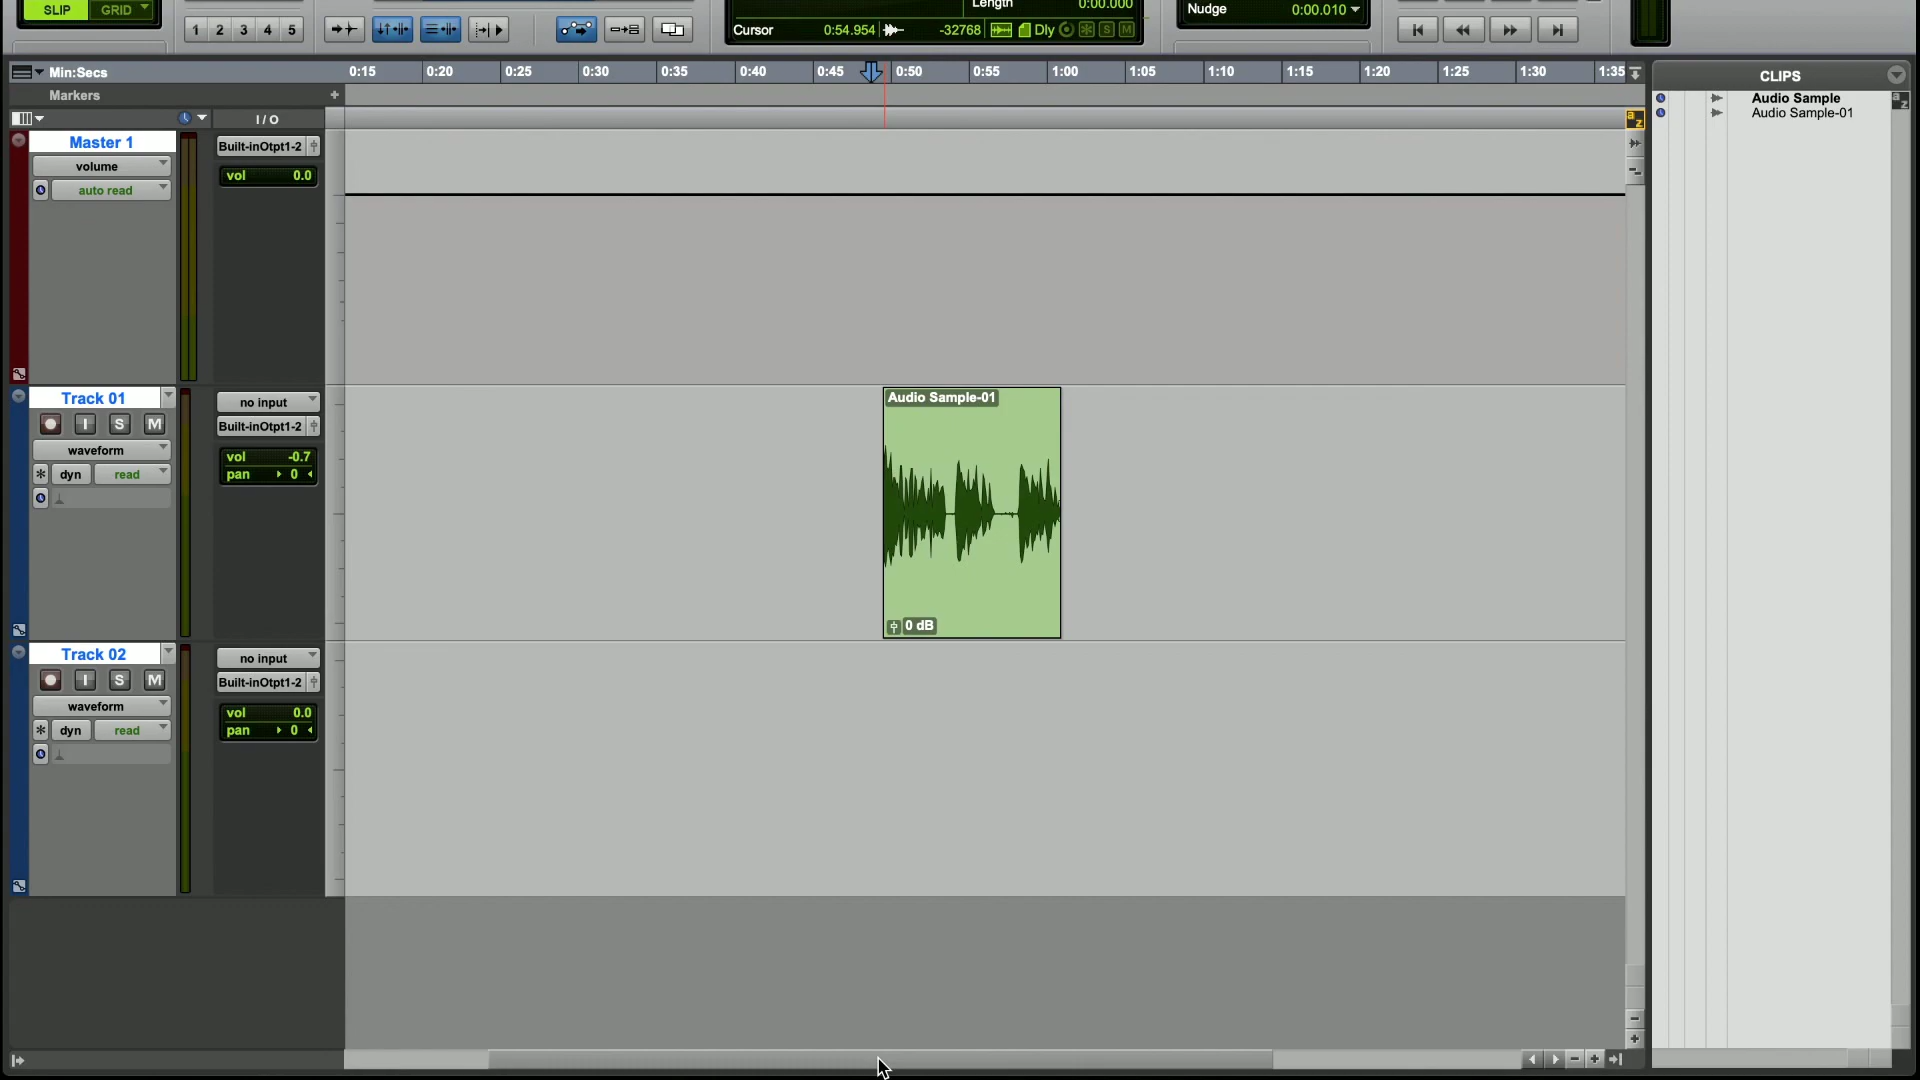 SLIP GRID
1 2 3 4 5
Length 0:00.000
Cursor 0:54.954 -32768 Dly S M
Nudge 0:00.010
Min:Secs
0:15 0:20 0:25 0:30 0:35 0:40 0:45 0:50 0:55 1:00 1:05 1:10 1:15 1:20 1:25 1:30 1:35
Markers
I / O
CLIPS
Audio Sample
Audio Sample-01
a z
a z
Master 1
volume
auto read
Built-inOtpt1-2
vol 0.0
Track 01
I S M
waveform
dyn read
no input
Built-inOtpt1-2
vol -0.7
pan 0
Audio Sample-01
0 dB
Track 02
I S M
waveform
dyn read
no input
Built-inOtpt1-2
vol 0.0
pan 0